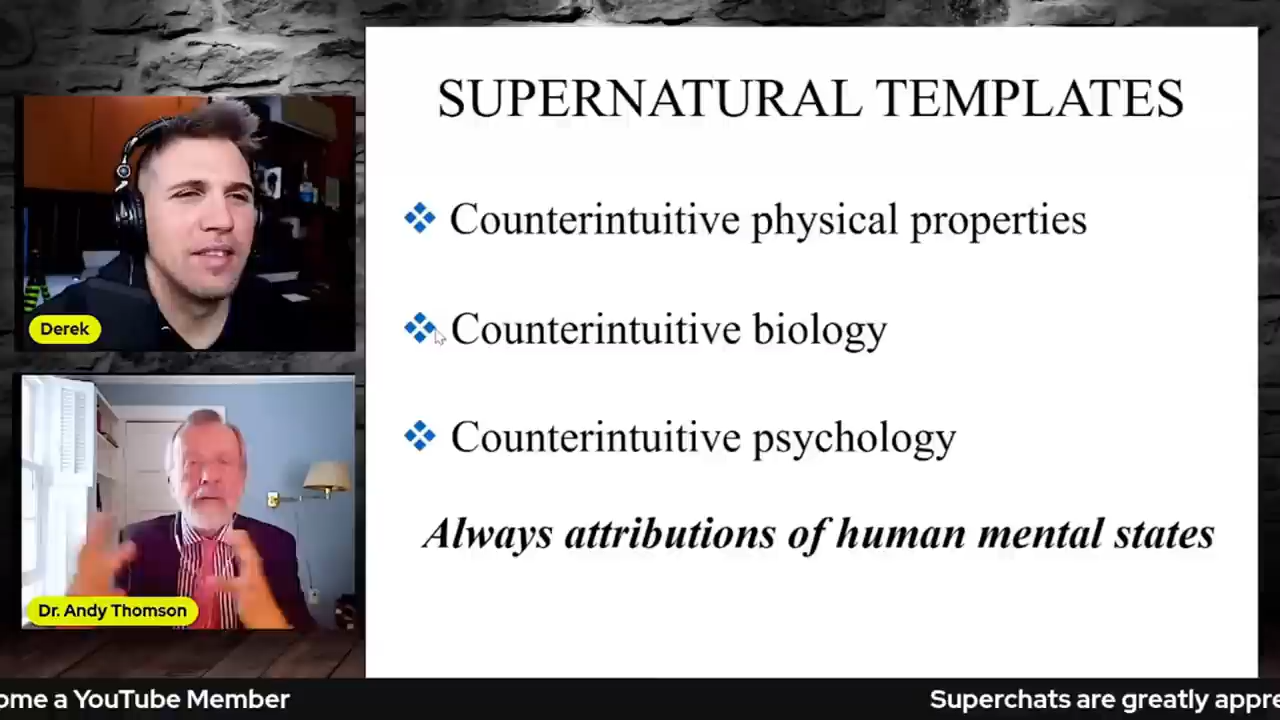 SUPERNATURAL TEMPLATES
Counterintuitive physical properties
Counterintuitive biology
Counterintuitive psychology
Always attributions of human mental states
Derek
Dr. Andy Thomson
ome a YouTube Member
Superchats are greatly appre